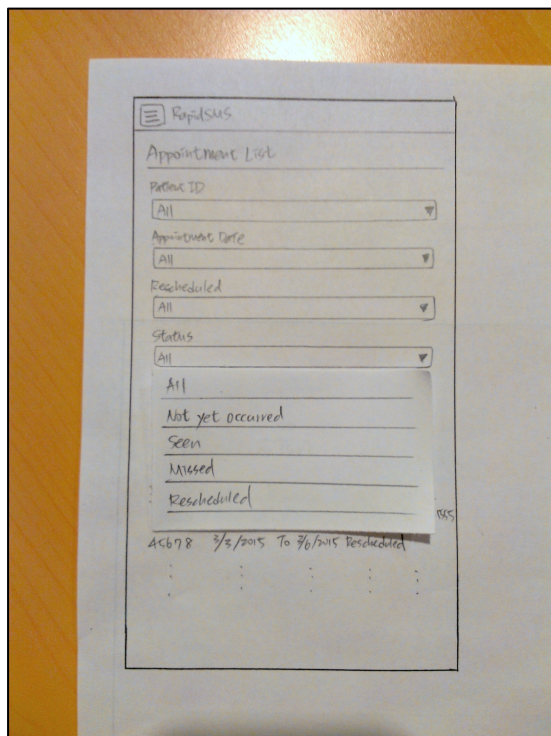 RapidSMS
Appointment List
Patient ID
All
Appointment Date
All
Rescheduled
All
Status
All
All
Not yet occurred
Seen
Missed
Rescheduled
45678 3/3/2015 To 3/6/2015 Rescheduled